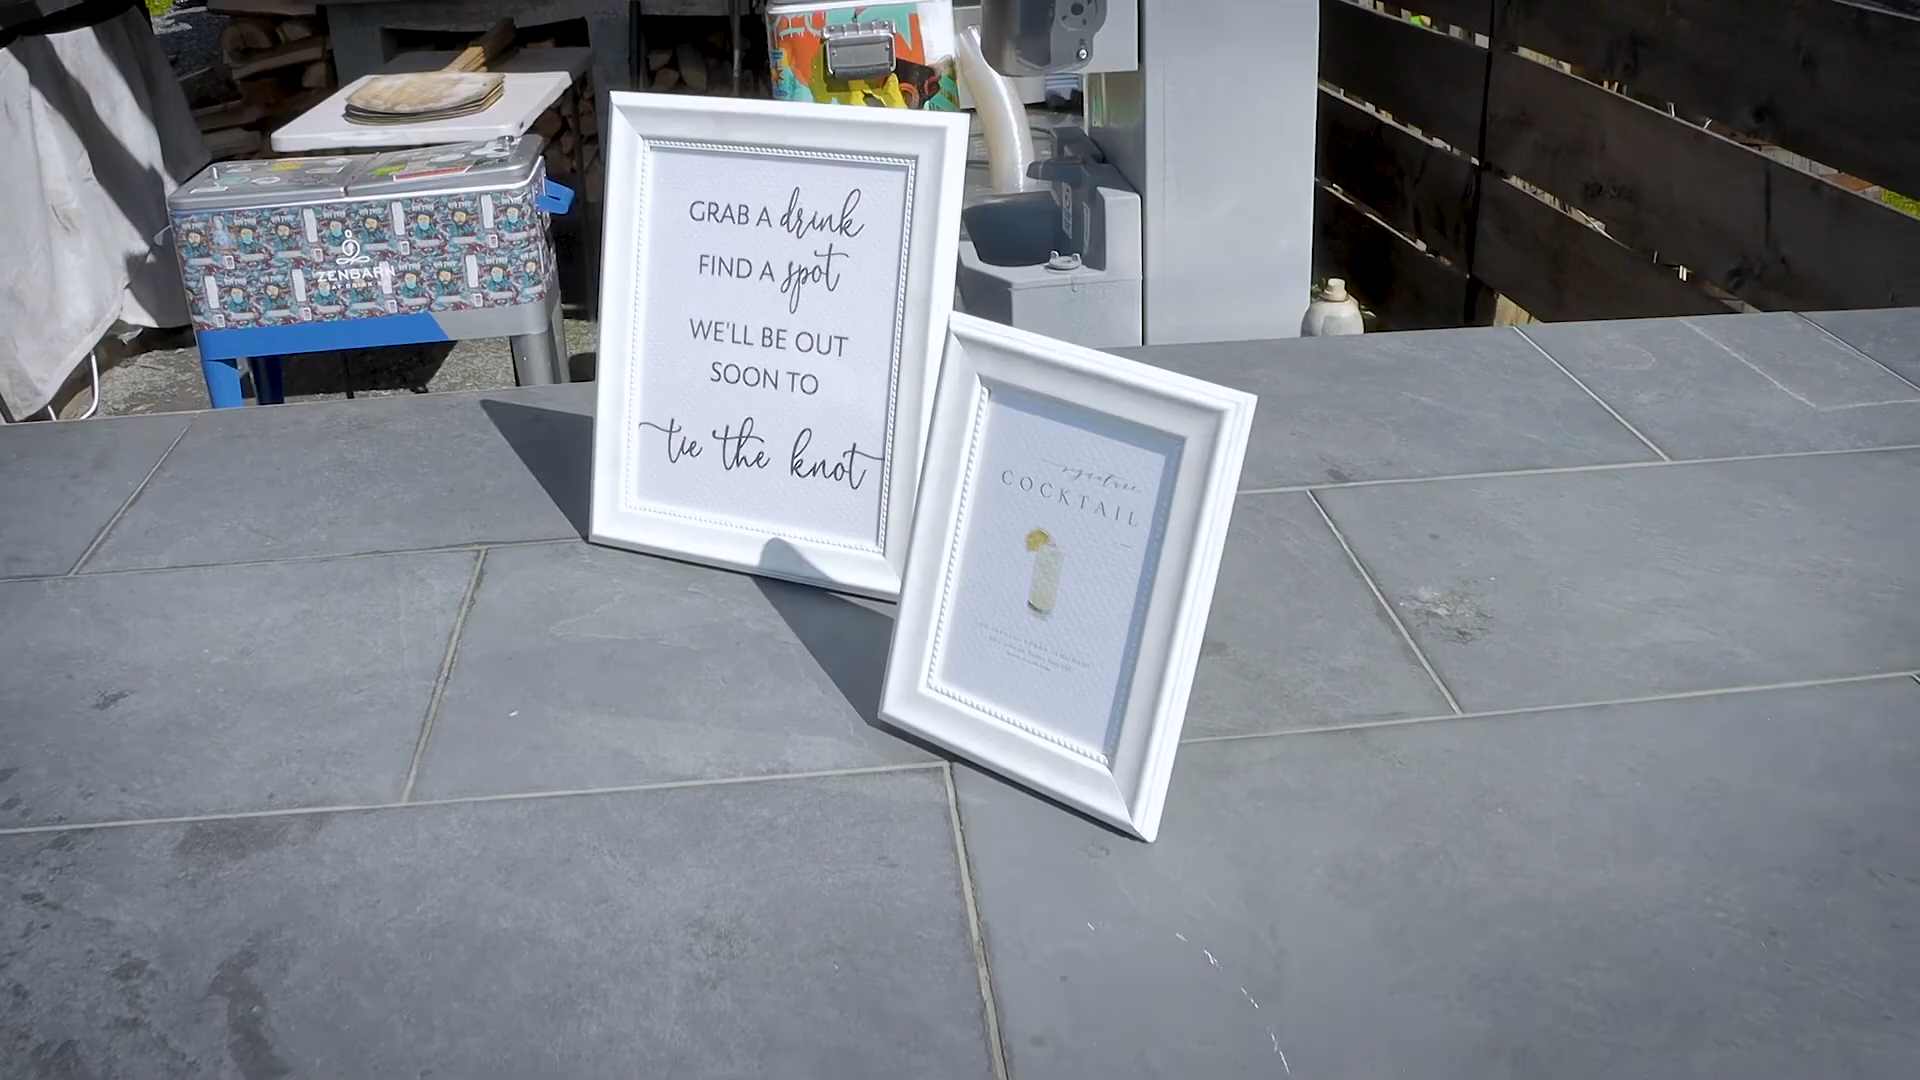 ZENBARN
GRAB A drink
FIND A spot
WE'LL BE OUT
SOON TO
tie the knot
signature
COCKTAIL